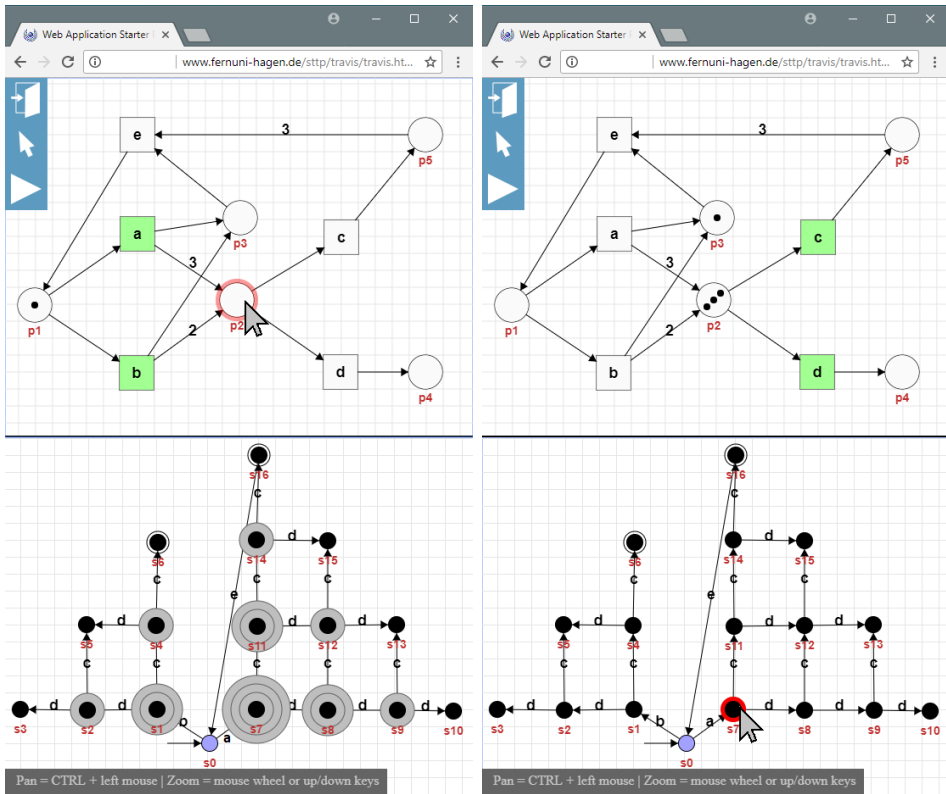 Web Application Starter
www.fernuni-hagen.de/sttp/travis/travis.ht...
e
3
p5
a
p3
c
3
p1
p2
2
b
d
p4
s16
c
d
s6
s14
s15
c
e
c
c
d
d
d
s5
s4
s11
s12
s13
c
c
c
c
c
d
d
d
d
d
s3
s2
s1
b
s7
s8
s9
s10
a
s0
Pan = CTRL + left mouse | Zoom = mouse wheel or up/down keys
Web Application Starter
www.fernuni-hagen.de/sttp/travis/travis.ht...
e
3
p5
a
p3
c
3
p1
p2
2
b
d
p4
s16
c
d
s6
s14
s15
c
e
c
c
d
d
d
s5
s4
s11
s12
s13
c
c
c
c
c
d
d
d
d
d
s3
s2
s1
b
a
s7
s8
s9
s10
s0
Pan = CTRL + left mouse | Zoom = mouse wheel or up/down keys